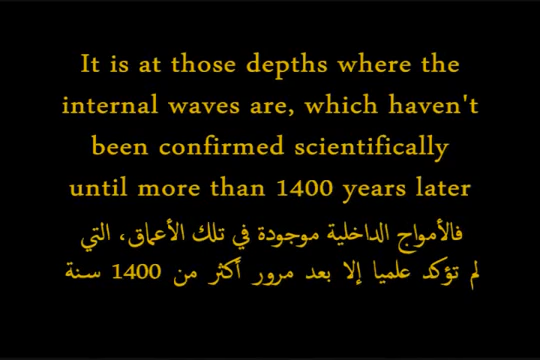 It is at those depths where the
internal waves are, which haven't
been confirmed scientifically
until more than 1400 years later
فالأمواج الداخلية موجودة في تلك الأعماق، التي
لم تؤكد علميا إلا بعد مرور أكثر من 1400 سنة